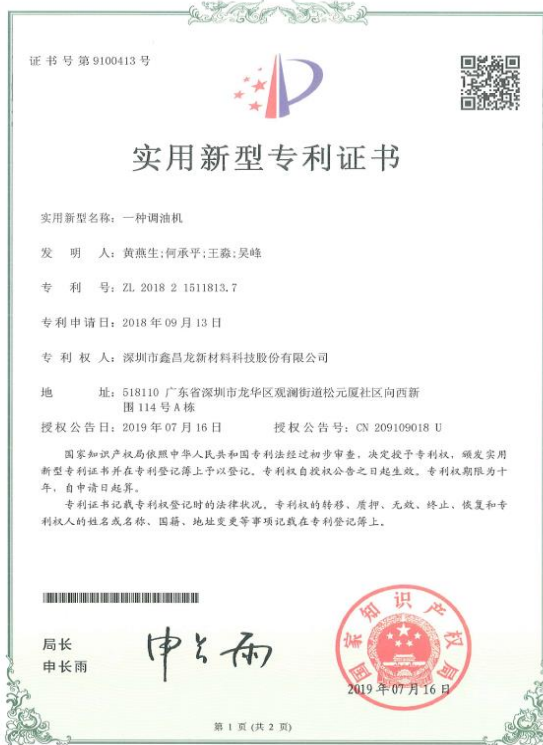 证书号第9100413号
实用新型专利证书
实用新型名称：一种调油机
发 明 人：黄燕生;何承平;王淼;吴峰
专 利 号：ZL 2018 2 1511813.7
专利申请日：2018年09月13日
专 利 权 人：深圳市鑫昌龙新材料科技股份有限公司
地 址：518110 广东省深圳市龙华区观澜街道松元厦社区向西新
围114号A栋
授权公告日：2019年07月16日 授权公告号：CN 209109018 U
国家知识产权局依照中华人民共和国专利法经过初步审查，决定授予专利权，颁发实用
新型专利证书并在专利登记簿上予以登记。专利权自授权公告之日起生效。专利权期限为十
年，自申请日起算。
专利证书记载专利权登记时的法律状况。专利权的转移、质押、无效、终止、恢复和专
利权人的姓名或名称、国籍、地址变更等事项记载在专利登记簿上。
局长
申长雨
申长雨
国家知识产权局
2019年07月16日
第 1 页 (共 2 页)